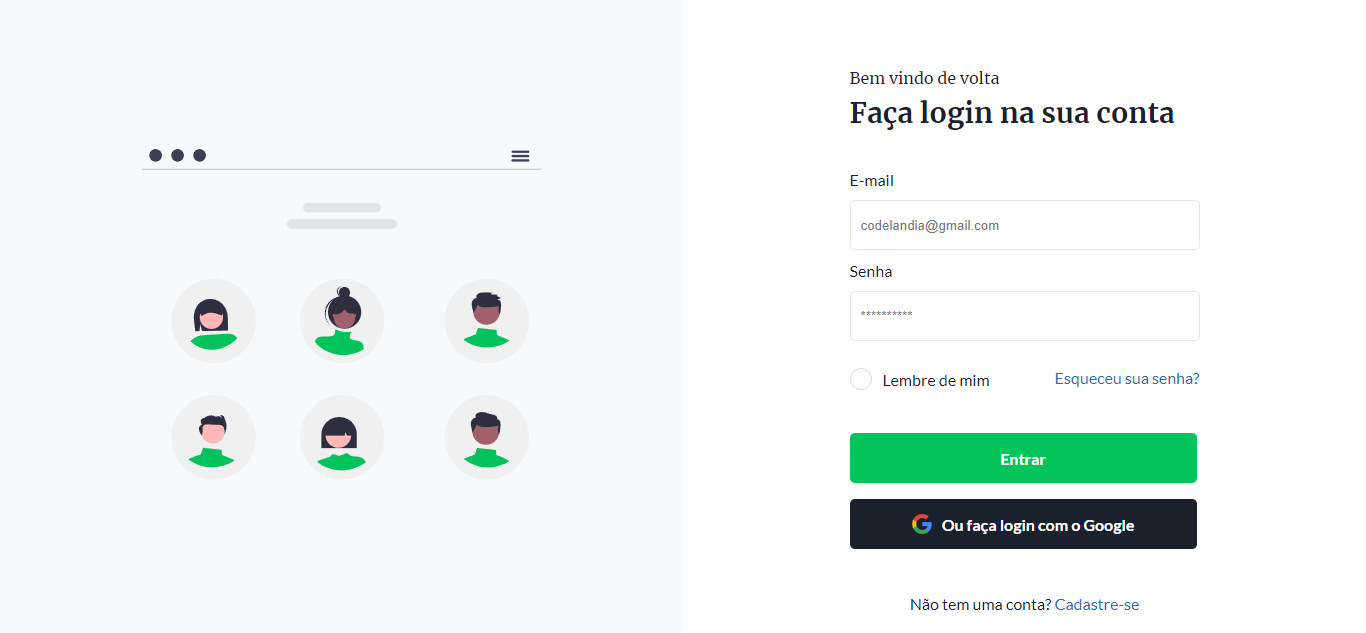 Bem vindo de volta
Faça login na sua conta
E-mail
codelandia@gmail.com
Senha
**********
Lembre de mim
Esqueceu sua senha?
Entrar
Ou faça login com o Google
Não tem uma conta? Cadastre-se